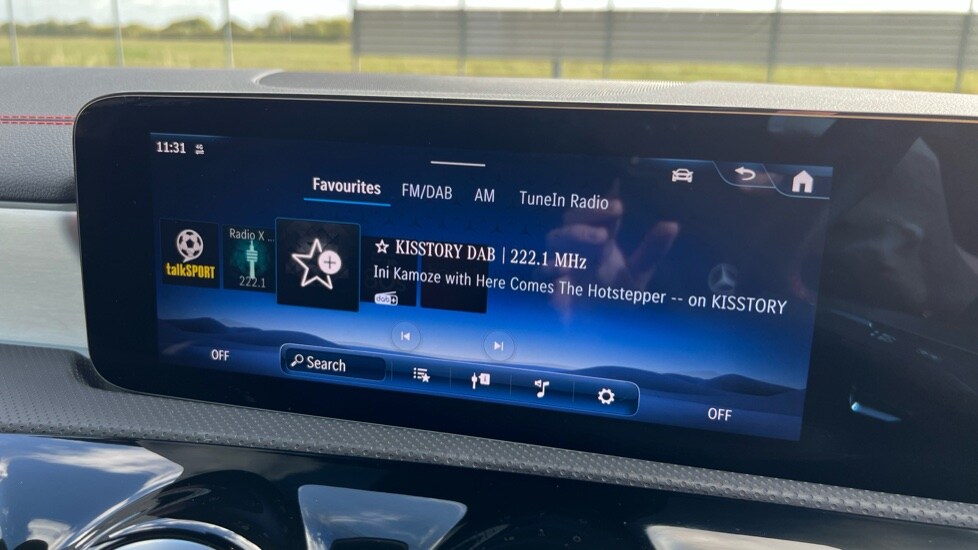 11:31 4G
Favourites FM/DAB AM TuneIn Radio
talkSPORT
Radio X ...
222.1
☆ KISSTORY DAB | 222.1 MHz
Ini Kamoze with Here Comes The Hotstepper -- on KISSTORY
dab+
OFF
Search
OFF